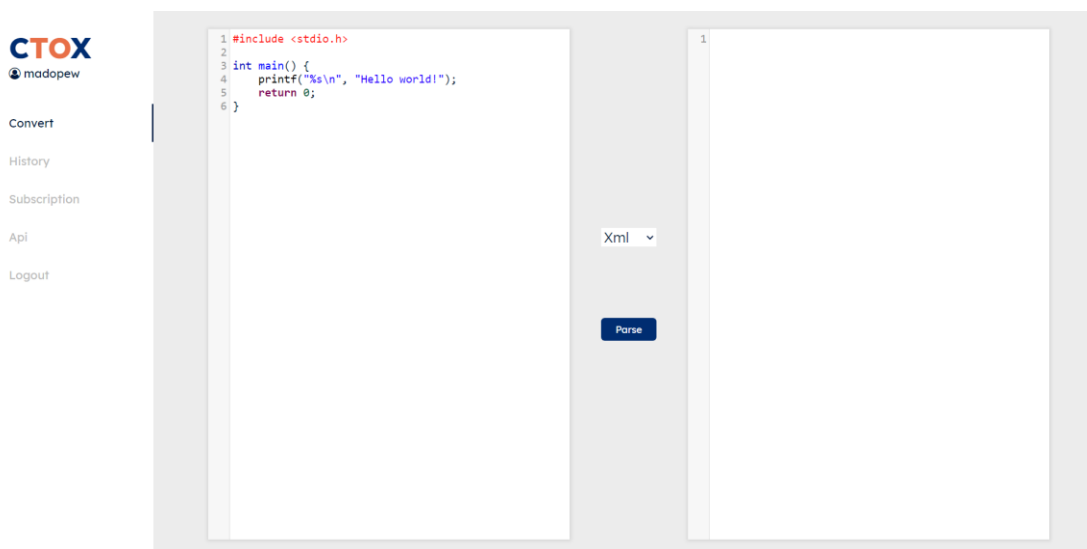 CTOX
madopew
Convert
History
Subscription
Api
Logout
1 #include <stdio.h>
2
3 int main() {
4     printf("%s\n", "Hello world!");
5     return 0;
6 }
Xml
Parse
1